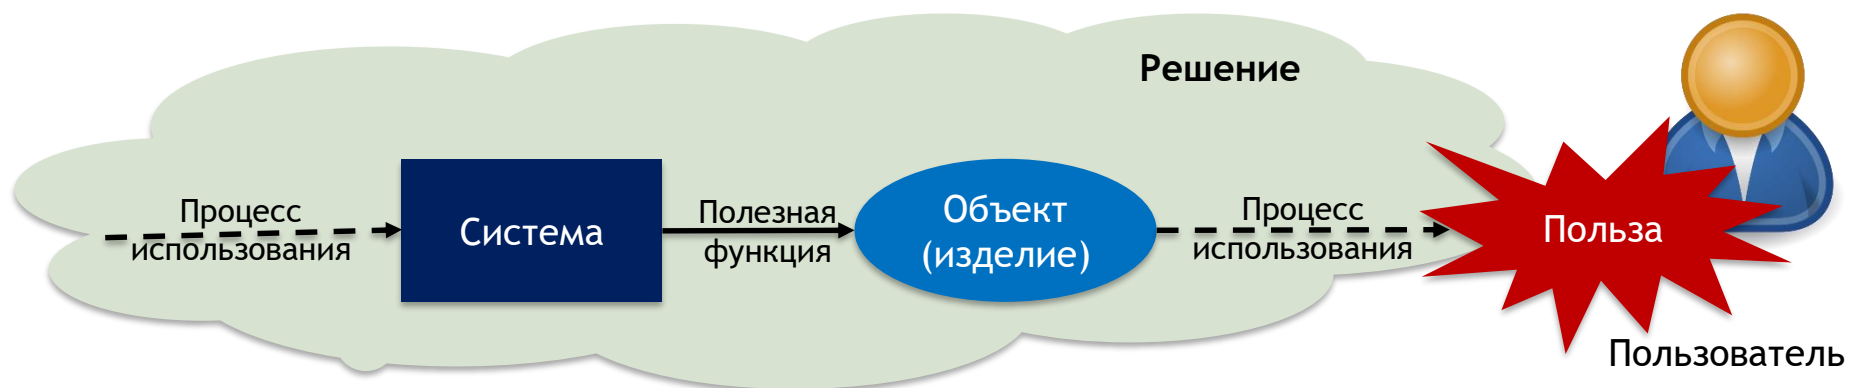 Решение
Процесс
использования
Система
Полезная
функция
Объект
(изделие)
Процесс
использования
Польза
Пользователь